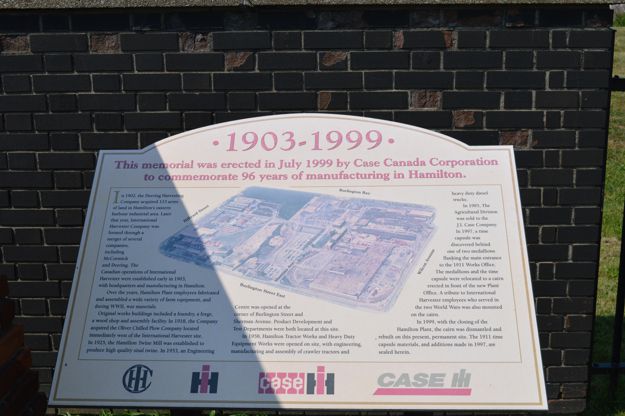 • 1903-1999 •
This memorial was erected in July 1999 by Case Canada Corporation
to commemorate 96 years of manufacturing in Hamilton.
In 1902, the Deering Harvester
Company acquired 113 acres
of land in Hamilton's eastern
harbour industrial area. Later
that year, International
Harvester Company was
formed through a
merger of several
companies,
including
McCormick
and Deering. The
Canadian operations of International
Harvester were established early in 1903,
with headquarters and manufacturing in Hamilton.
Over the years, Hamilton Plant employees fabricated
and assembled a wide variety of farm equipment, and
during WWII, war materials.
Original works included a foundry, a forge,
a wood shop and assembly facility. In 1918, the Company
acquired the Oliver Chilled Plow Company located
immediately west of the International Harvester site.
In 1925, the Hamilton Twine Mill was established to
produce high quality sisal twine. In 1953, an Engineering
Burlington Bay
Hillyard Street
Burlington Street East
Wilcox Avenue
Centre was opened at the
corner of Burlington Street and
Sherman Avenue. Product Development and
Test Departments were both located at this site.
In 1958, Hamilton Tractor Works and Heavy Duty
Equipment Works were opened on site, with engineering,
manufacturing and assembly of crawler tractors and
heavy duty diesel
trucks.
In 1985, The
Agricultural Division
was sold to the
J.I. Case Company.
In 1997, a time
capsule was
discovered behind
one of two medallions
flanking the main entrance
to the 1911 Works Office.
The medallions and the time
capsule were relocated to a cairn
erected in front of the new Plant
Office. A tribute to International
Harvester employees who served in
the two World Wars was also mounted
on the cairn.
In 1999, with the closing of the
Hamilton Plant, the cairn was dismantled and
rebuilt on this present, permanent site. The 1911 time
capsule materials, and additions made in 1997, are
sealed herein.
IHC
IH
CASE IH
CASE IH